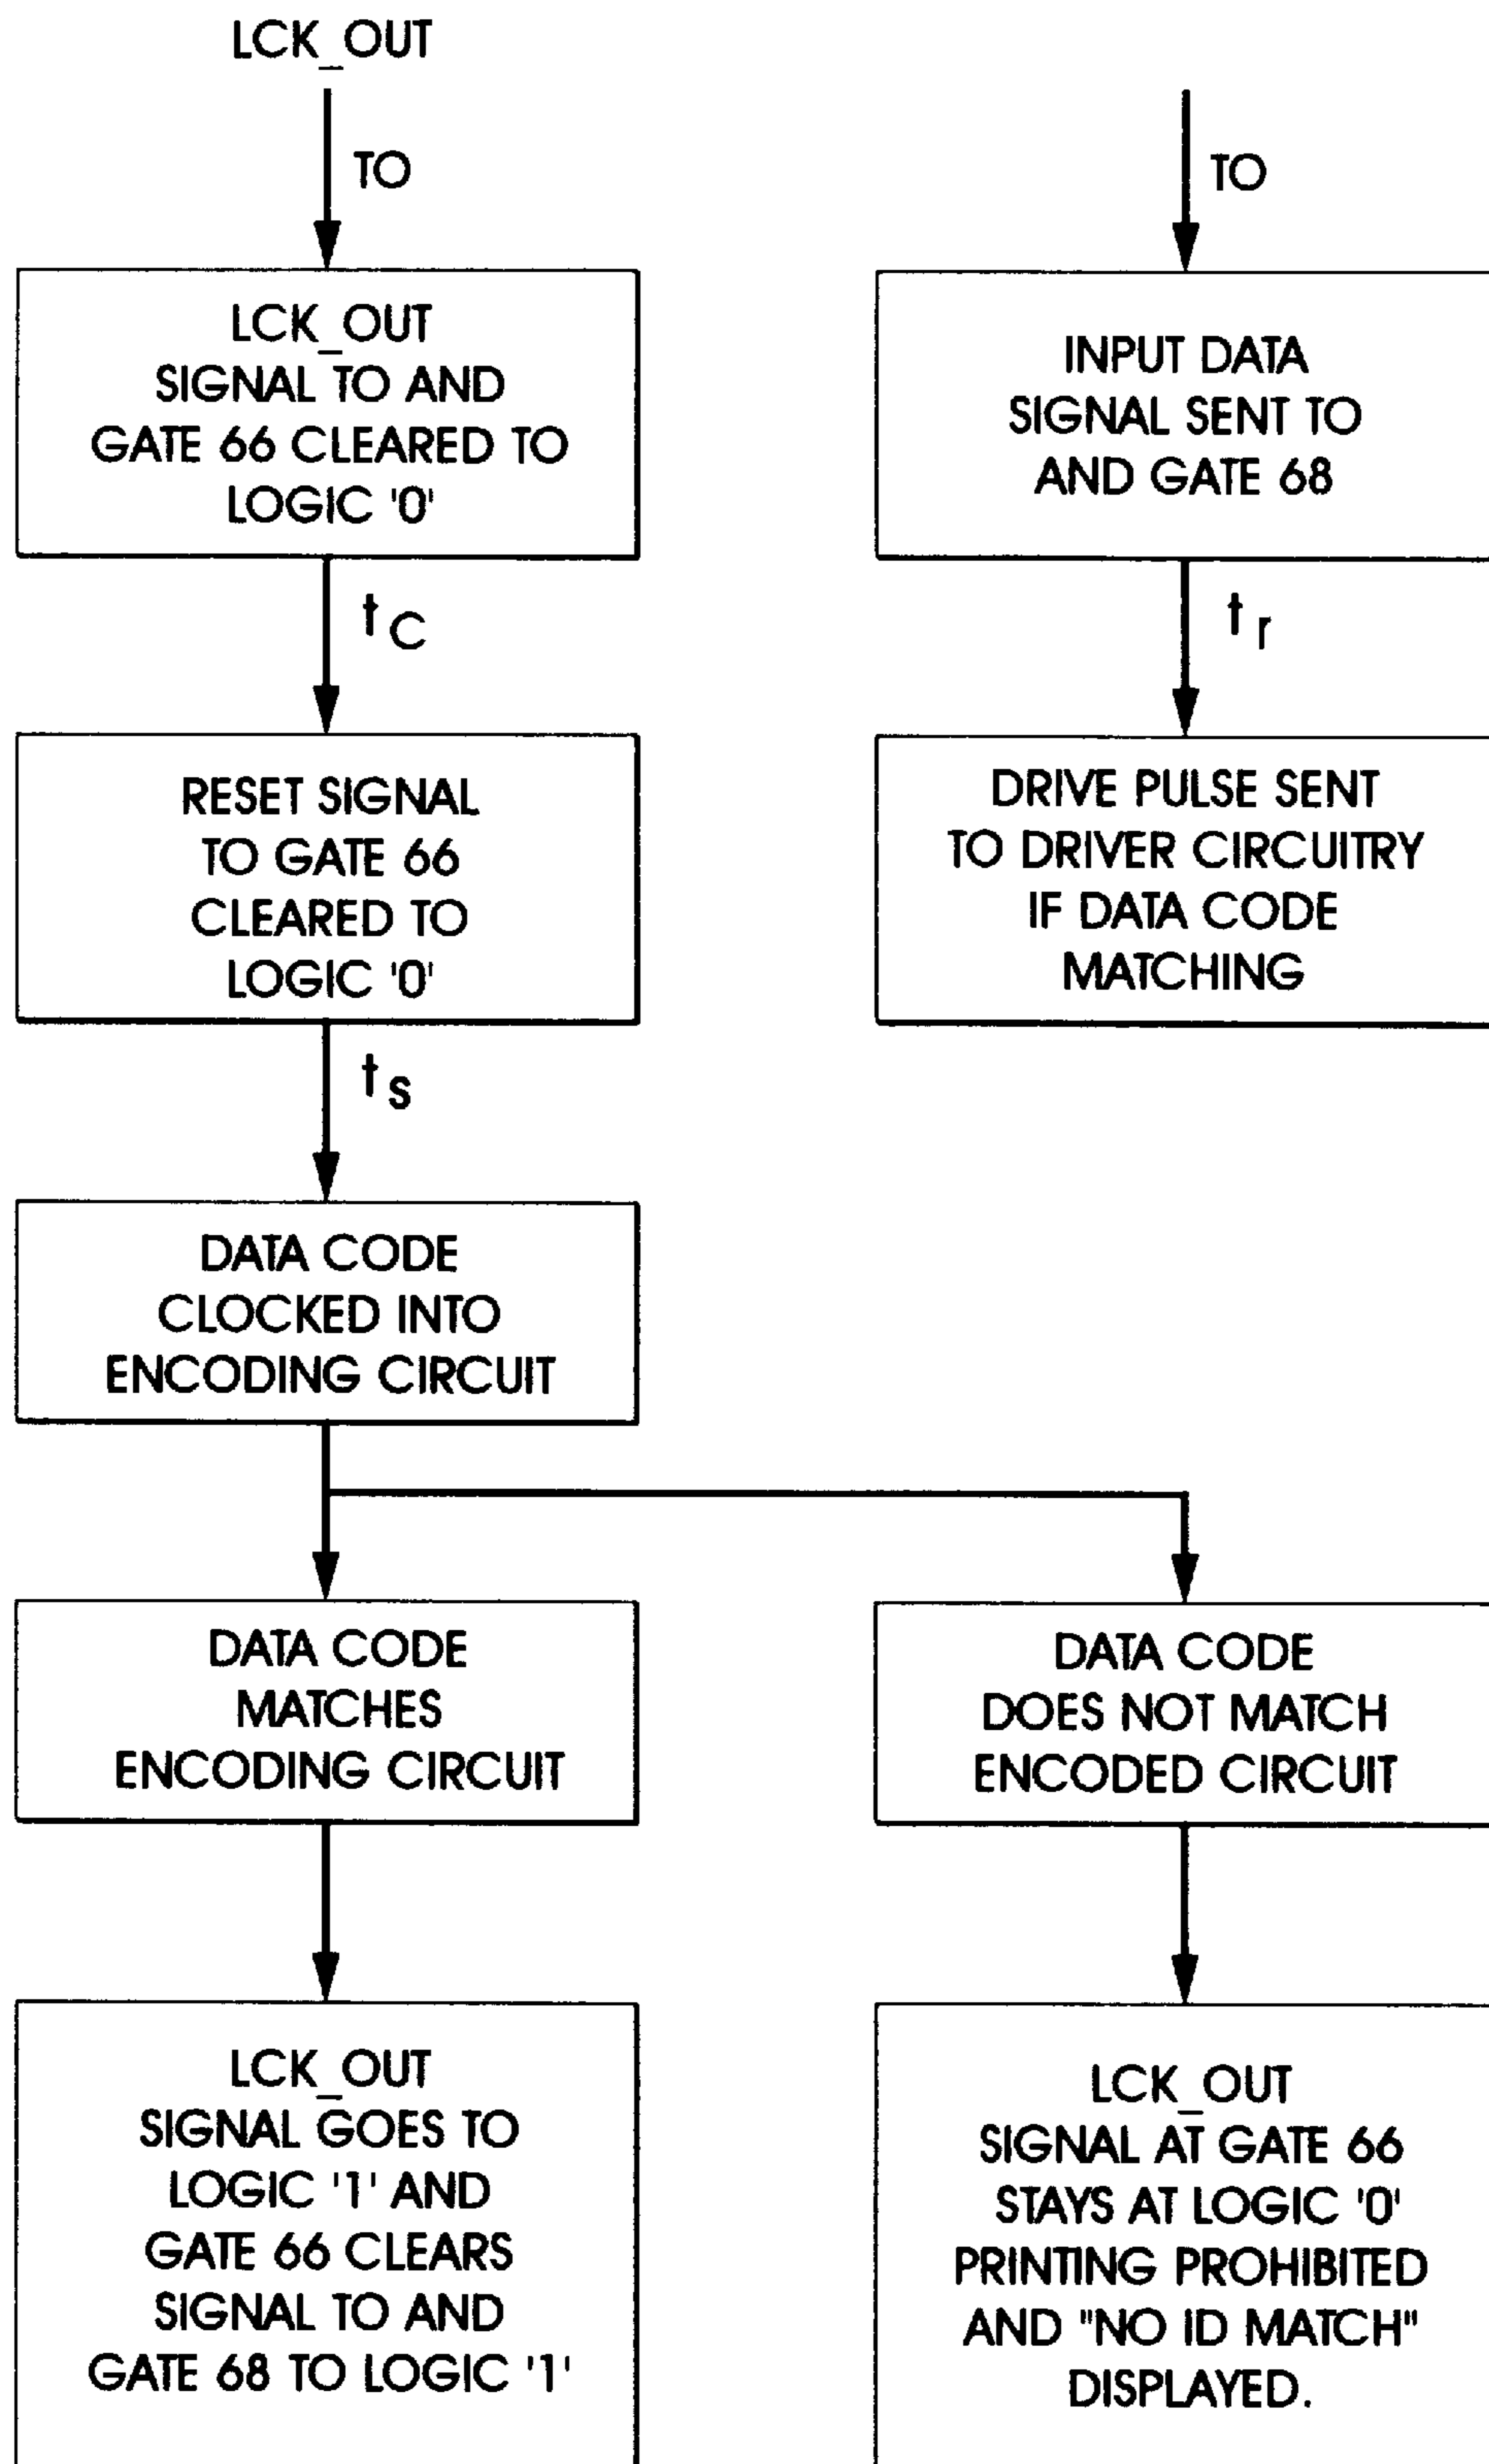 LCK_OUT
TO
LCK_OUT
SIGNAL TO AND
GATE 66 CLEARED TO
LOGIC '0'
tC
RESET SIGNAL
TO GATE 66
CLEARED TO
LOGIC '0'
ts
DATA CODE
CLOCKED INTO
ENCODING CIRCUIT
DATA CODE
MATCHES
ENCODING CIRCUIT
LCK_OUT
SIGNAL GOES TO
LOGIC '1' AND
GATE 66 CLEARS
SIGNAL TO AND
GATE 68 TO LOGIC '1'
TO
INPUT DATA
SIGNAL SENT TO
AND GATE 68
tr
DRIVE PULSE SENT
TO DRIVER CIRCUITRY
IF DATA CODE
MATCHING
DATA CODE
DOES NOT MATCH
ENCODED CIRCUIT
LCK_OUT
SIGNAL AT GATE 66
STAYS AT LOGIC '0'
PRINTING PROHIBITED
AND "NO ID MATCH"
DISPLAYED.